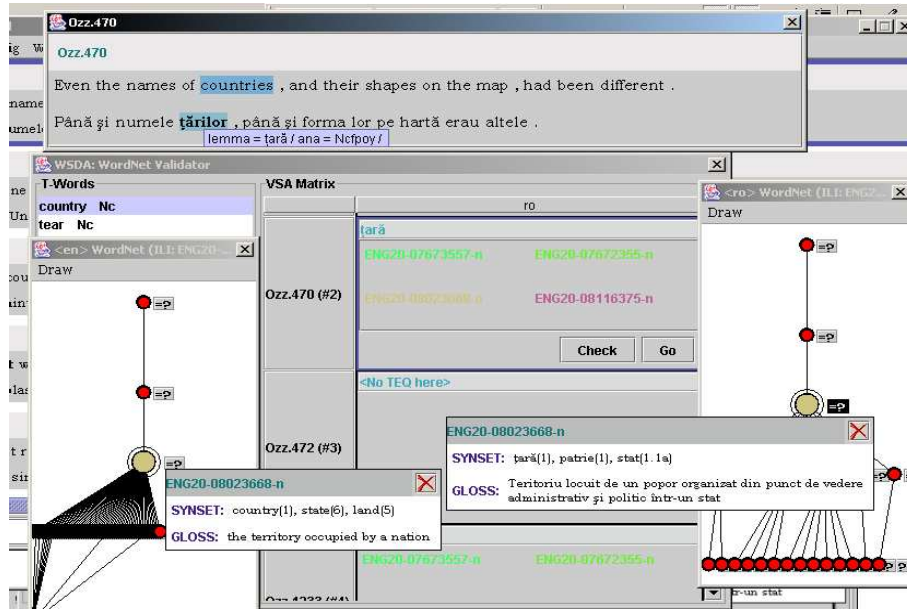 Ozz.470
Ozz.470
Even the names of countries , and their shapes on the map , had been different .
Până şi numele ţărilor , până şi forma lor pe hartă erau altele .
lemma = ţară / ana = Ncfpoy /
WSDA: WordNet Validator
T-Words
country Nc
tear Nc
VSA Matrix
ro
Ozz.470 (#2)
ţară
ENG20-07673557-n ENG20-07672355-n
ENG20-08023668-n ENG20-08116375-n
Check Go
Ozz.472 (#3)
<No TEQ here>
ENG20-07673557-n ENG20-07672355-n
Ozz.4233 (#4)
<en> WordNet (ILI: ENG20-...
Draw
=?
=?
=?
ENG20-08023668-n
SYNSET: country(1), state(6), land(5)
GLOSS: the territory occupied by a nation
<ro> WordNet (ILI: ENG2...
Draw
=?
=?
=?
ENG20-08023668-n
SYNSET: ţară(1), patrie(1), stat(1.1a)
GLOSS: Teritoriu locuit de un popor organizat din punct de vedere
administrativ şi politic într-un stat
tr-un stat